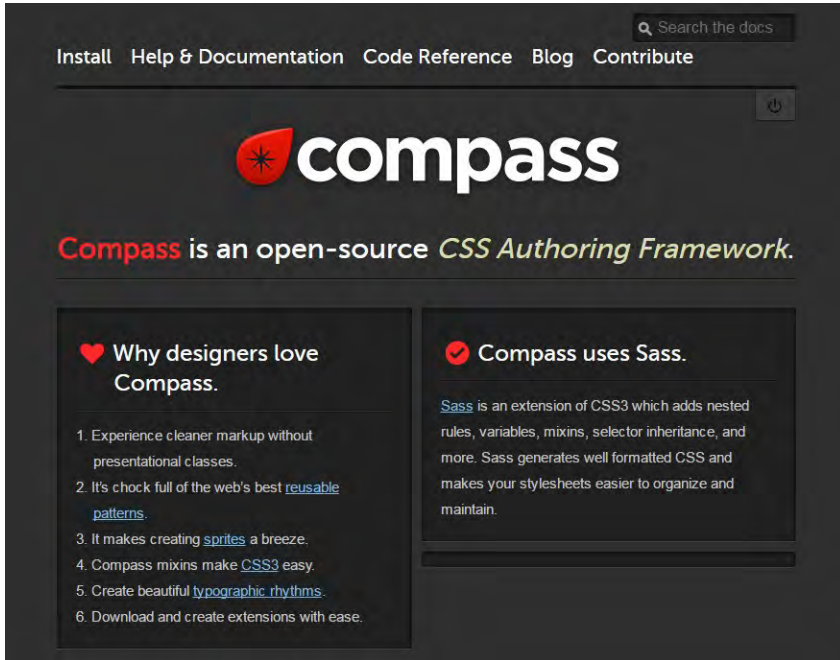 Search the docs
Install Help & Documentation Code Reference Blog Contribute
compass
Compass is an open-source CSS Authoring Framework.
Why designers love
Compass.
1. Experience cleaner markup without
presentational classes.
2. It's chock full of the web's best reusable
patterns.
3. It makes creating sprites a breeze.
4. Compass mixins make CSS3 easy.
5. Create beautiful typographic rhythms.
6. Download and create extensions with ease.
Compass uses Sass.
Sass is an extension of CSS3 which adds nested
rules, variables, mixins, selector inheritance, and
more. Sass generates well formatted CSS and
makes your stylesheets easier to organize and
maintain.